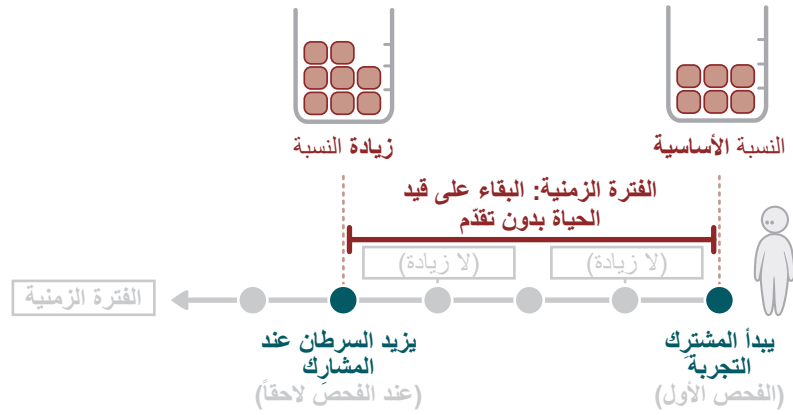 النسبة الأساسية
زيادة النسبة
الفترة الزمنية: البقاء على قيد
الحياة بدون تقدّم
(لا زيادة)
(لا زيادة)
الفترة الزمنية
يبدأ المشترِك
التجربة
(الفحص الأول)
يزيد السرطان عند
المشارِك
(عند الفحص لاحقاً)